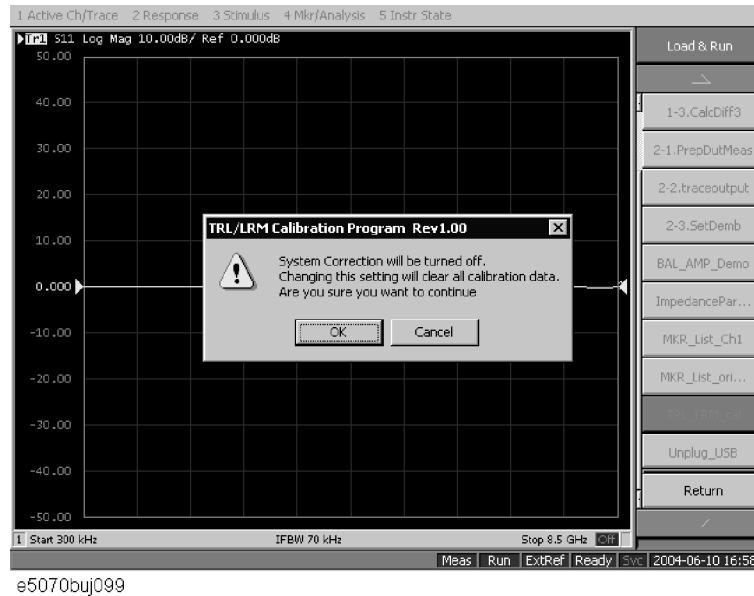 1 Active Ch/Trace 2 Response 3 Stimulus 4 Mkr/Analysis 5 Instr State
Tr1 S11 Log Mag 10.00dB/ Ref 0.000dB
50.00
40.00
30.00
20.00
10.00
0.000
-10.00
-20.00
-30.00
-40.00
-50.00
TRL/LRM Calibration Program Rev1.00
System Correction will be turned off.
Changing this setting will clear all calibration data.
Are you sure you want to continue
OK
Cancel
Load & Run
1-3.CalcDiff3
2-1.PrepDutMeas
2-2.traceoutput
2-3.SetDemb
BAL_AMP_Demo
ImpedancePar...
MKR_List_Ch1
MKR_List_ori...
TRL_LRM_cal
Unplug_USB
Return
1 Start 300 kHz IFBW 70 kHz Stop 8.5 GHz Off
Meas Run ExtRef Ready Svc 2004-06-10 16:58
e5070buj099